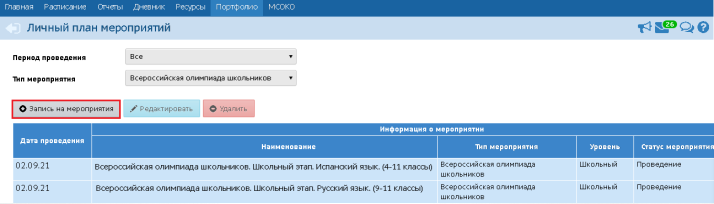 Главная Расписание Отчеты Дневник Ресурсы Портфолио МСОКО
Личный план мероприятий 26
Период проведения Все
Тип мероприятия Всероссийская олимпиада школьников
Запись на мероприятия Редактировать Удалить
Дата проведения Информация о мероприятии
Наименование Тип мероприятия Уровень Статус мероприятия
02.09.21 Всероссийская олимпиада школьников. Школьный этап. Испанский язык. (4-11 классы) Всероссийская олимпиада Школьный Проведение
школьников
02.09.21 Всероссийская олимпиада школьников. Школьный этап. Русский язык. (9-11 классы) Всероссийская олимпиада Школьный Проведение
школьников